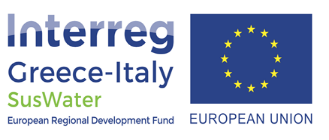 Interreg
Greece-Italy
SusWater
European Regional Development Fund
EUROPEAN UNION